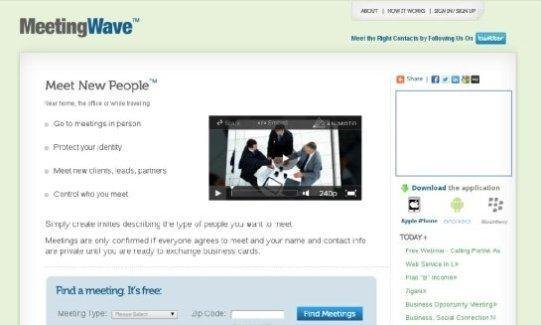 ABOUT | HOW IT WORKS | SIGN IN / SIGN UP
MeetingWave™
Meet the Right Contacts by Following Us On twitter
Meet New People™
Near home, the office or while traveling
Go to meetings in person
Protect your identity
Meet new clients, leads, partners
Control who you meet
Share
Embed
240p
Simply create invites describing the type of people you want to meet
Meetings are only confirmed if everyone agrees to meet and your name and contact info
are private until you are ready to exchange business cards.
Find a meeting. It's free:
Meeting Type: Please Select
Zip Code:
Find Meetings
Share
Download the application
Apple iPhone
ANDROID
BlackBerry
TODAY +
Free Webinar - Calling Portal As
Web Service In L»
Plan "B" Income»
Business Opportunity Meeting»
Business, Social Connection N